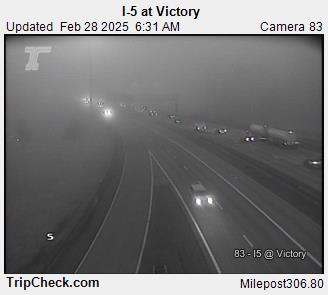 I-5 at Victory
Updated Feb 28 2025 6:31 AM Camera 83
T
S
83 - I5 @ Victory
TripCheck.com Milepost306.80